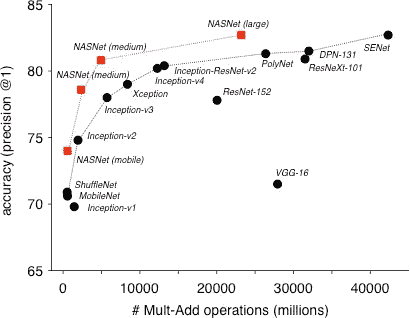 85
80
75
70
65
accuracy (precision @1)
NASNet (large)
NASNet (medium)
SENet
NASNet (medium)
PolyNet
DPN-131
Inception-ResNet-v2
ResNeXt-101
Inception-v4
Xception
ResNet-152
Inception-v3
Inception-v2
NASNet (mobile)
VGG-16
ShuffleNet
MobileNet
Inception-v1
0 10000 20000 30000 40000
# Mult-Add operations (millions)